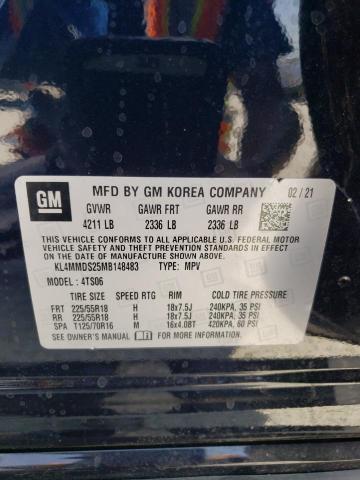 GM MFD BY GM KOREA COMPANY 02/21
GVWR GAWR FRT GAWR RR
4211 LB 2336 LB 2336 LB
THIS VEHICLE CONFORMS TO ALL APPLICABLE U.S. FEDERAL MOTOR
VEHICLE SAFETY AND THEFT PREVENTION STANDARDS IN
EFFECT ON THE DATE OF MANUFACTURE SHOWN ABOVE.
KL4MMDS25MB148483 TYPE: MPV
MODEL: 4TS06
TIRE SIZE SPEED RTG RIM COLD TIRE PRESSURE
FRT 225/55R18 H 18x7.5J 240KPA, 35 PSI
RR 225/55R18 H 18x7.5J 240KPA, 35 PSI
SPA T125/70R16 M 16x4.0BT 420KPA, 60 PSI
SEE OWNER'S MANUAL FOR MORE INFORMATION.